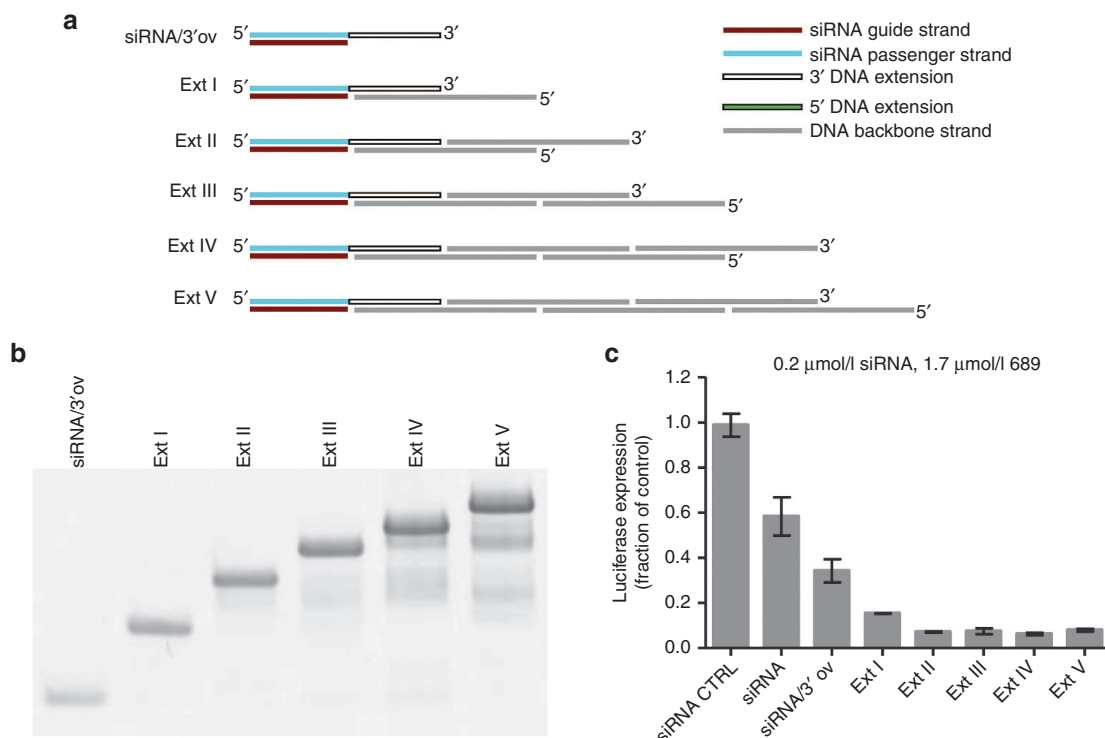 a
siRNA/3′ov 5′ 3′
Ext I 5′ 3′ 5′
Ext II 5′ 3′ 5′
Ext III 5′ 3′ 5′
Ext IV 5′ 3′ 5′
Ext V 5′ 3′ 5′
siRNA guide strand
siRNA passenger strand
3′ DNA extension
5′ DNA extension
DNA backbone strand
b
siRNA/3′ov
Ext I
Ext II
Ext III
Ext IV
Ext V
c
0.2 μmol/l siRNA, 1.7 μmol/l 689
Luciferase expression
(fraction of control)
1.2
1.0
0.8
0.6
0.4
0.2
0.0
siRNA CTRL
siRNA
siRNA/3′ ov
Ext I
Ext II
Ext III
Ext IV
Ext V